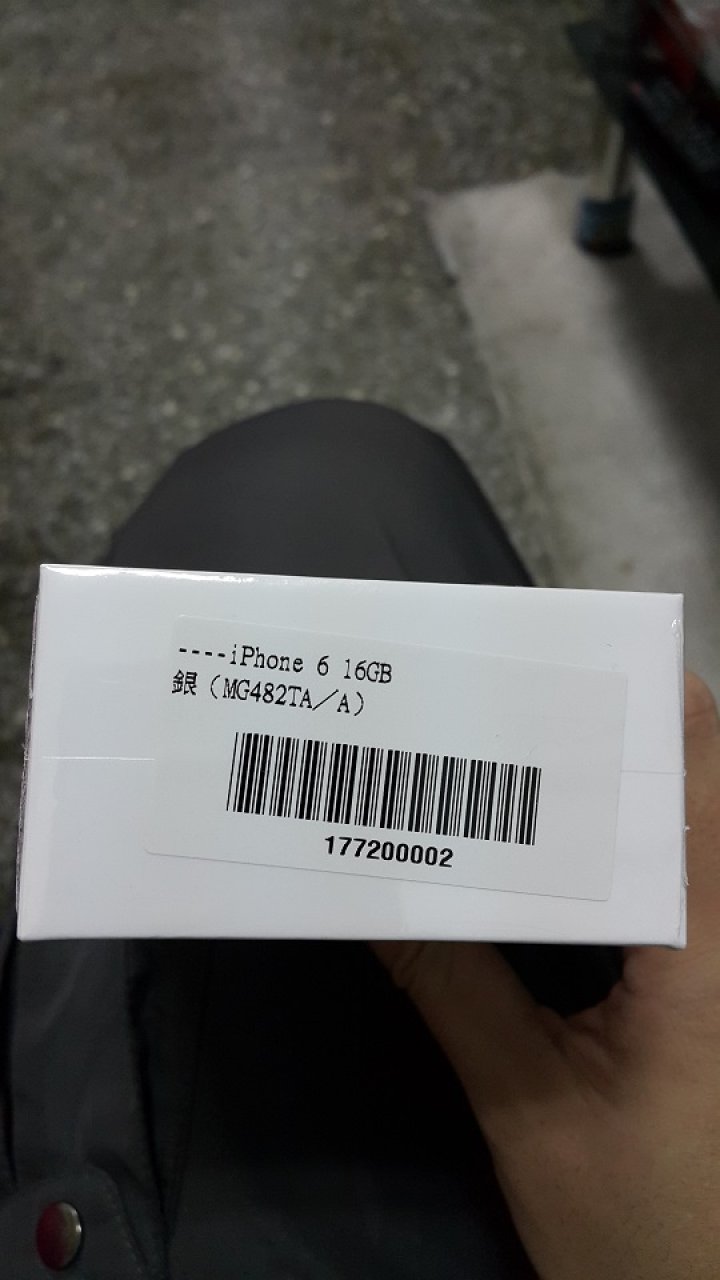 ----iPhone 6 16GB
銀（MG482TA／A）
177200002